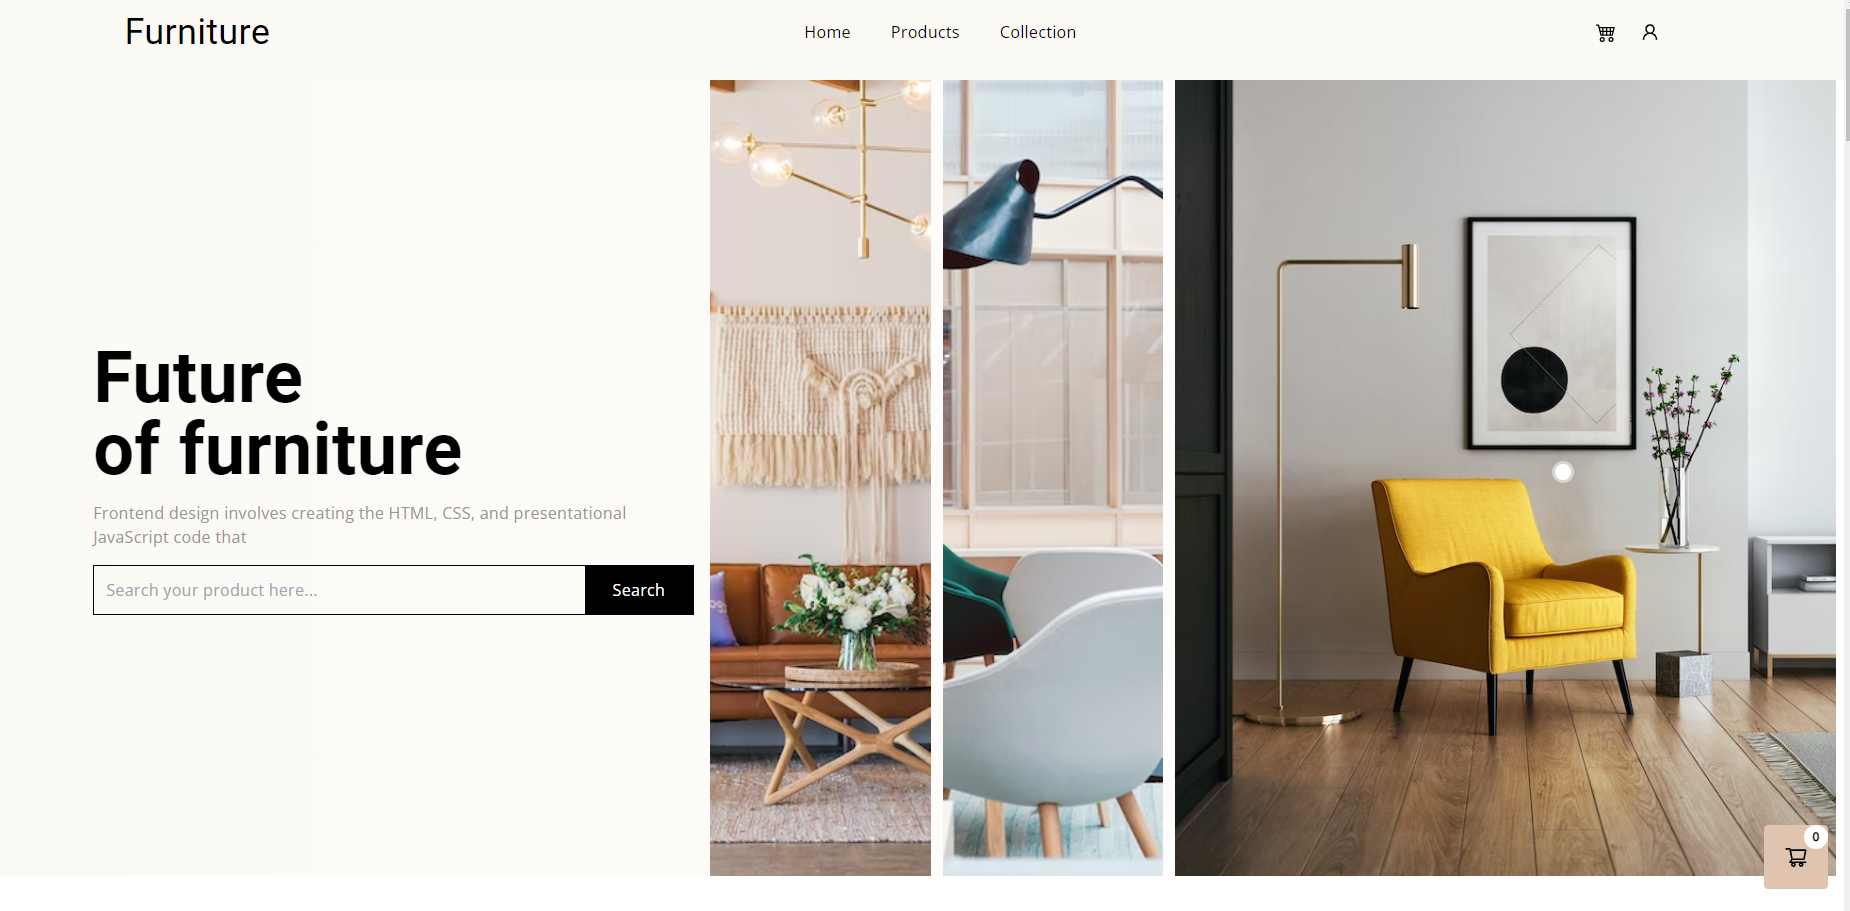 Furniture
Home
Products
Collection
Future
of furniture
Frontend design involves creating the HTML, CSS, and presentational
JavaScript code that
Search your product here...
Search
0